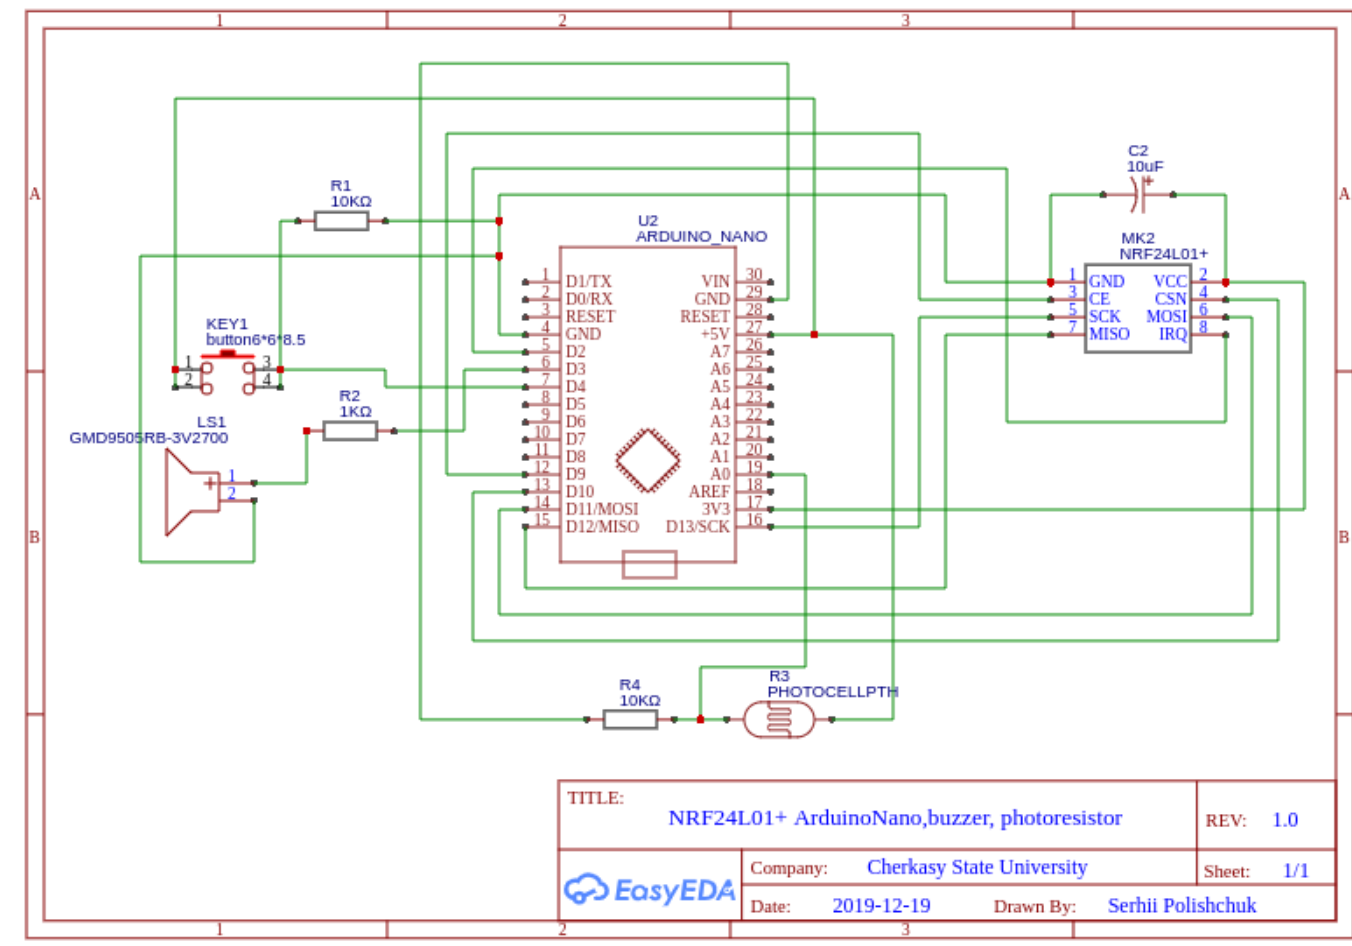 1 2 3
A A
B B
1 2 3
R1
10KΩ
C2
10uF
+
U2
ARDUINO_NANO
1 D1/TX VIN 30
2 D0/RX GND 29
3 RESET RESET 28
4 GND +5V 27
5 D2 A7 26
6 D3 A6 25
7 D4 A5 24
8 D5 A4 23
9 D6 A3 22
10 D7 A2 21
11 D8 A1 20
12 D9 A0 19
13 D10 AREF 18
14 D11/MOSI 3V3 17
15 D12/MISO D13/SCK 16
MK2
NRF24L01+
1 GND VCC 2
3 CE CSN 4
5 SCK MOSI 6
7 MISO IRQ 8
KEY1
button6*6*8.5
1 3
2 4
R2
1KΩ
LS1
GMD9505RB-3V2700
+ 1
2
R4
10KΩ
R3
PHOTOCELLPTH
TITLE:
NRF24L01+ ArduinoNano,buzzer, photoresistor
REV: 1.0
EasyEDA
Company: Cherkasy State University
Sheet: 1/1
Date: 2019-12-19 Drawn By: Serhii Polishchuk